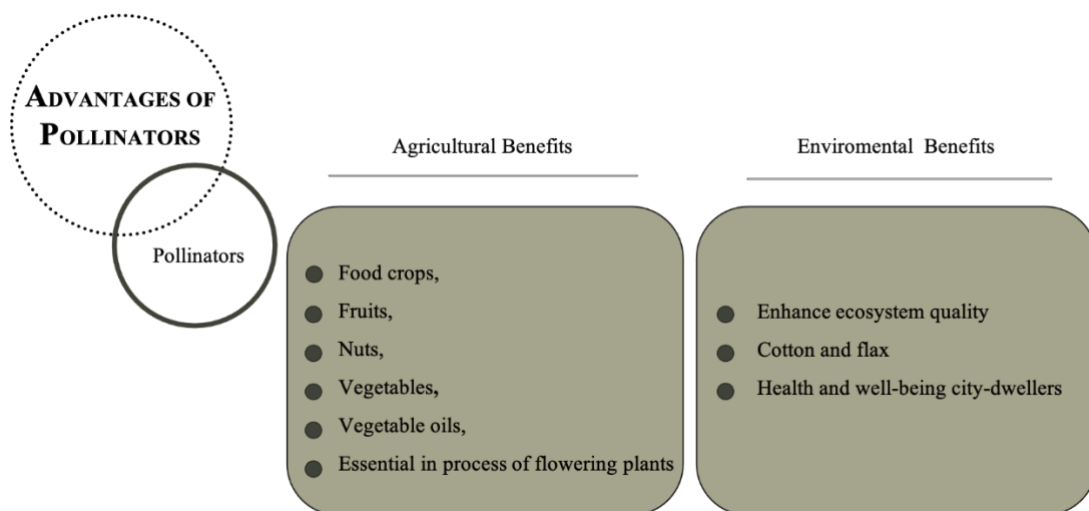 ADVANTAGES OF
POLLINATORS
Pollinators
Agricultural Benefits
Food crops,
Fruits,
Nuts,
Vegetables,
Vegetable oils,
Essential in process of flowering plants
Enviromental Benefits
Enhance ecosystem quality
Cotton and flax
Health and well-being city-dwellers